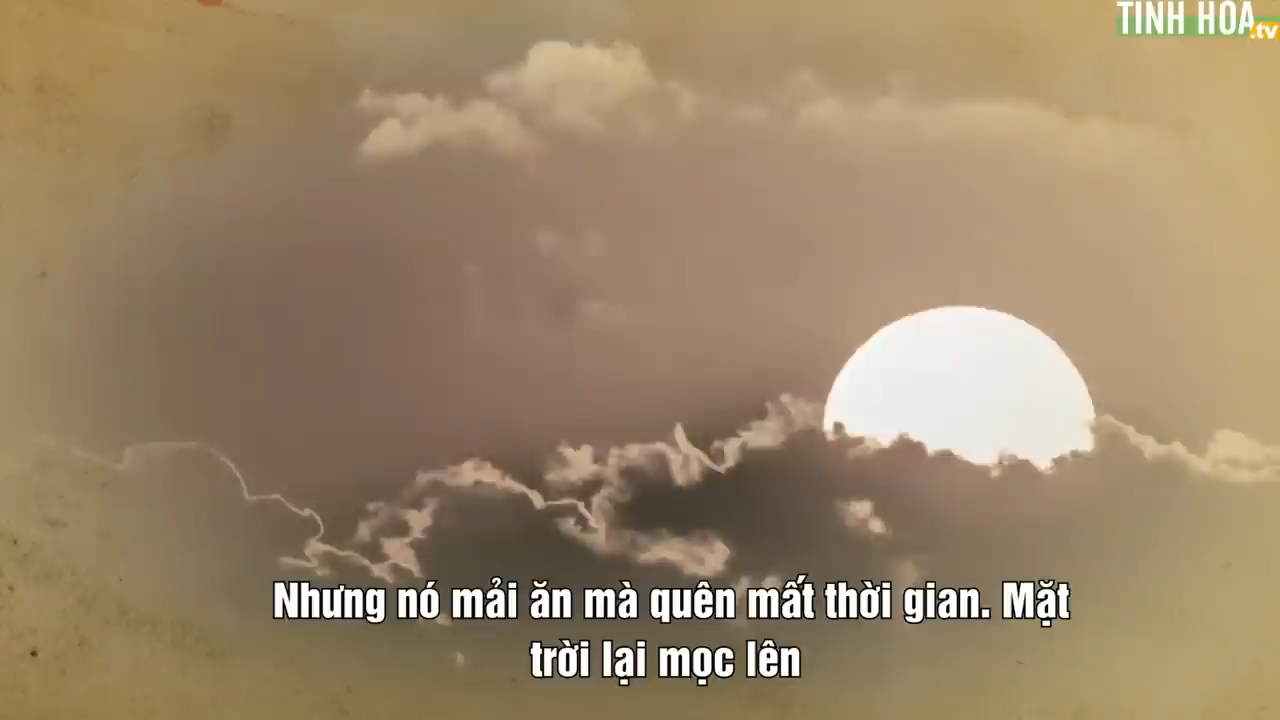 TINH HOA
.tv
Nhưng nó mải ăn mà quên mất thời gian. Mặt
trời lại mọc lên